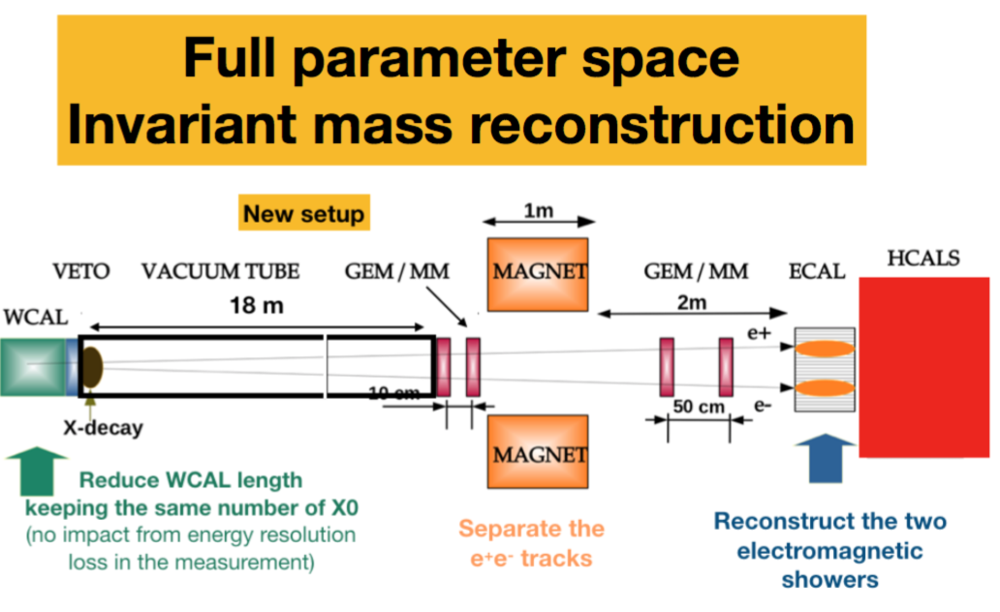 Full parameter space
Invariant mass reconstruction
New setup
1m
VETO
VACUUM TUBE
GEM / MM
MAGNET
GEM / MM
ECAL
HCALS
WCAL
18 m
2m
e+
10 cm
50 cm
e-
X-decay
MAGNET
Reduce WCAL length
keeping the same number of X0
(no impact from energy resolution
loss in the measurement)
Separate the
e+e- tracks
Reconstruct the two
electromagnetic
showers